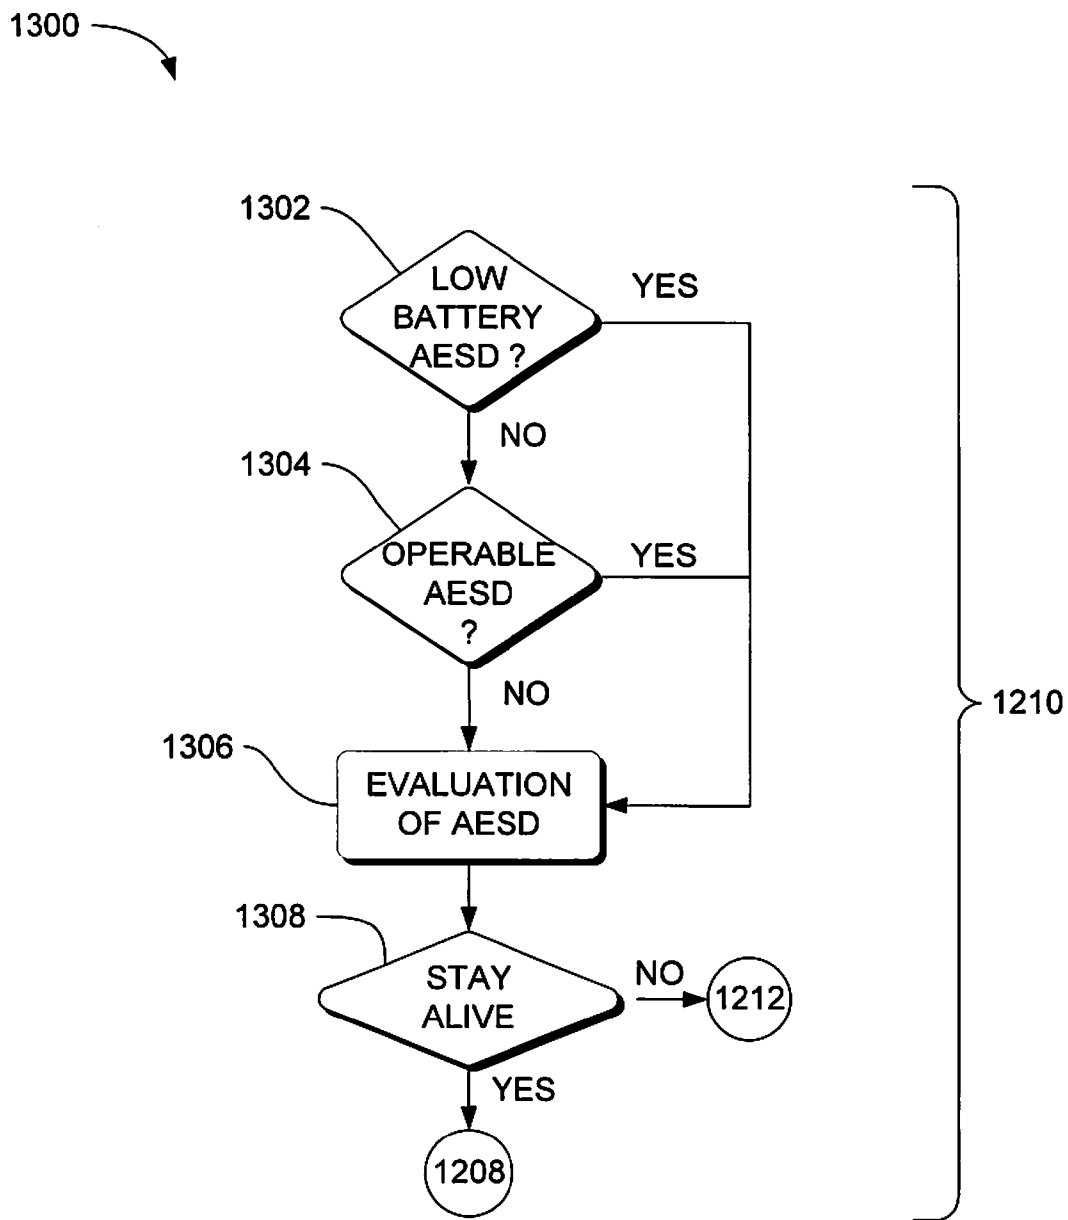 1300
1302
LOW
BATTERY
AESD ?
YES
NO
1304
OPERABLE
AESD
?
YES
NO
1306
EVALUATION
OF AESD
1210
1308
STAY
ALIVE
NO
1212
YES
1208